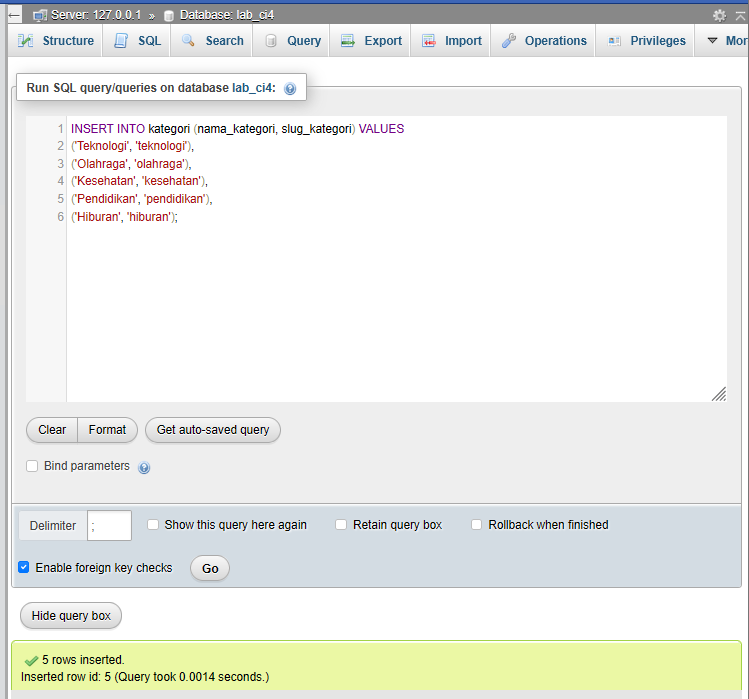 Server: 127.0.0.1 » Database: lab_ci4
Structure SQL Search Query Export Import Operations Privileges Mor
Run SQL query/queries on database lab_ci4:
1 INSERT INTO kategori (nama_kategori, slug_kategori) VALUES
2 ('Teknologi', 'teknologi'),
3 ('Olahraga', 'olahraga'),
4 ('Kesehatan', 'kesehatan'),
5 ('Pendidikan', 'pendidikan'),
6 ('Hiburan', 'hiburan');
Clear Format Get auto-saved query
Bind parameters
Delimiter ; Show this query here again Retain query box Rollback when finished
Enable foreign key checks Go
Hide query box
5 rows inserted.
Inserted row id: 5 (Query took 0.0014 seconds.)